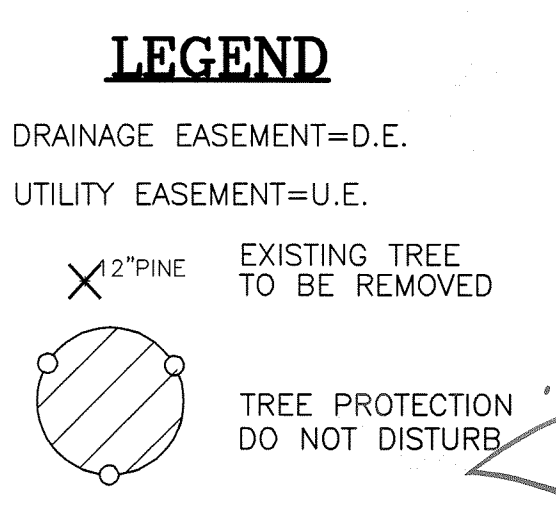 LEGEND
DRAINAGE EASEMENT=D.E.
UTILITY EASEMENT=U.E.
12"PINE
EXISTING TREE
TO BE REMOVED
TREE PROTECTION
DO NOT DISTURB